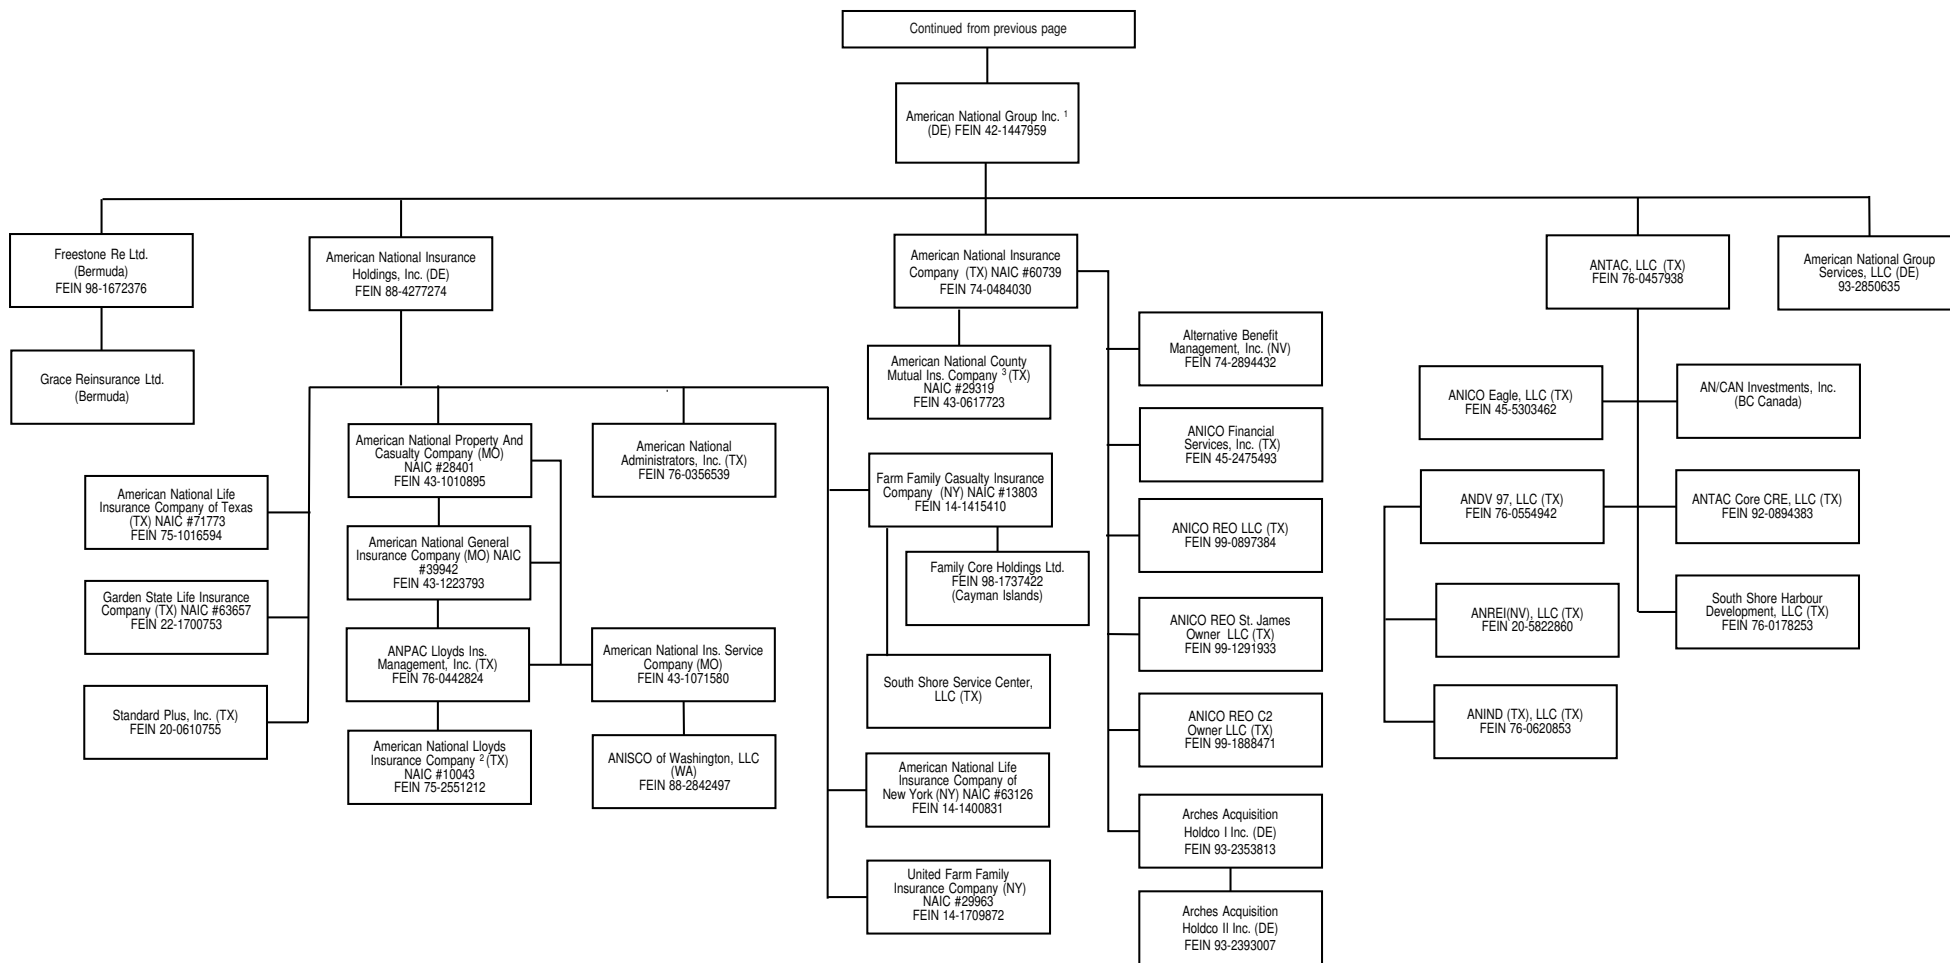 Continued from previous page
American National Group Inc. 1
(DE) FEIN 42-1447959
Freestone Re Ltd.
(Bermuda)
FEIN 98-1672376
American National Insurance
Holdings, Inc. (DE)
FEIN 88-4277274
American National Insurance
Company (TX) NAIC #60739
FEIN 74-0484030
ANTAC, LLC (TX)
FEIN 76-0457938
American National Group
Services, LLC (DE)
93-2850635
Grace Reinsurance Ltd.
(Bermuda)
American National County
Mutual Ins. Company 3 (TX)
NAIC #29319
FEIN 43-0617723
Alternative Benefit
Management, Inc. (NV)
FEIN 74-2894432
ANICO Eagle, LLC (TX)
FEIN 45-5303462
AN/CAN Investments, Inc.
(BC Canada)
American National Property And
Casualty Company (MO)
NAIC #28401
FEIN 43-1010895
American National
Administrators, Inc. (TX)
FEIN 76-0356539
ANICO Financial
Services, Inc. (TX)
FEIN 45-2475493
American National Life
Insurance Company of Texas
(TX) NAIC #71773
FEIN 75-1016594
Farm Family Casualty Insurance
Company (NY) NAIC #13803
FEIN 14-1415410
ANDV 97, LLC (TX)
FEIN 76-0554942
ANTAC Core CRE, LLC (TX)
FEIN 92-0894383
American National General
Insurance Company (MO) NAIC
#39942
FEIN 43-1223793
ANICO REO LLC (TX)
FEIN 99-0897384
Family Core Holdings Ltd.
FEIN 98-1737422
(Cayman Islands)
Garden State Life Insurance
Company (TX) NAIC #63657
FEIN 22-1700753
ANICO REO St. James
Owner LLC (TX)
FEIN 99-1291933
ANREI(NV), LLC (TX)
FEIN 20-5822860
South Shore Harbour
Development, LLC (TX)
FEIN 76-0178253
ANPAC Lloyds Ins.
Management, Inc. (TX)
FEIN 76-0442824
American National Ins. Service
Company (MO)
FEIN 43-1071580
South Shore Service Center,
LLC (TX)
Standard Plus, Inc. (TX)
FEIN 20-0610755
ANICO REO C2
Owner LLC (TX)
FEIN 99-1888471
ANIND (TX), LLC (TX)
FEIN 76-0620853
American National Lloyds
Insurance Company 2 (TX)
NAIC #10043
FEIN 75-2551212
ANISCO of Washington, LLC
(WA)
FEIN 88-2842497
American National Life
Insurance Company of
New York (NY) NAIC #63126
FEIN 14-1400831
Arches Acquisition
Holdco I Inc. (DE)
FEIN 93-2353813
United Farm Family
Insurance Company (NY)
NAIC #29963
FEIN 14-1709872
Arches Acquisition
Holdco II Inc. (DE)
FEIN 93-2393007